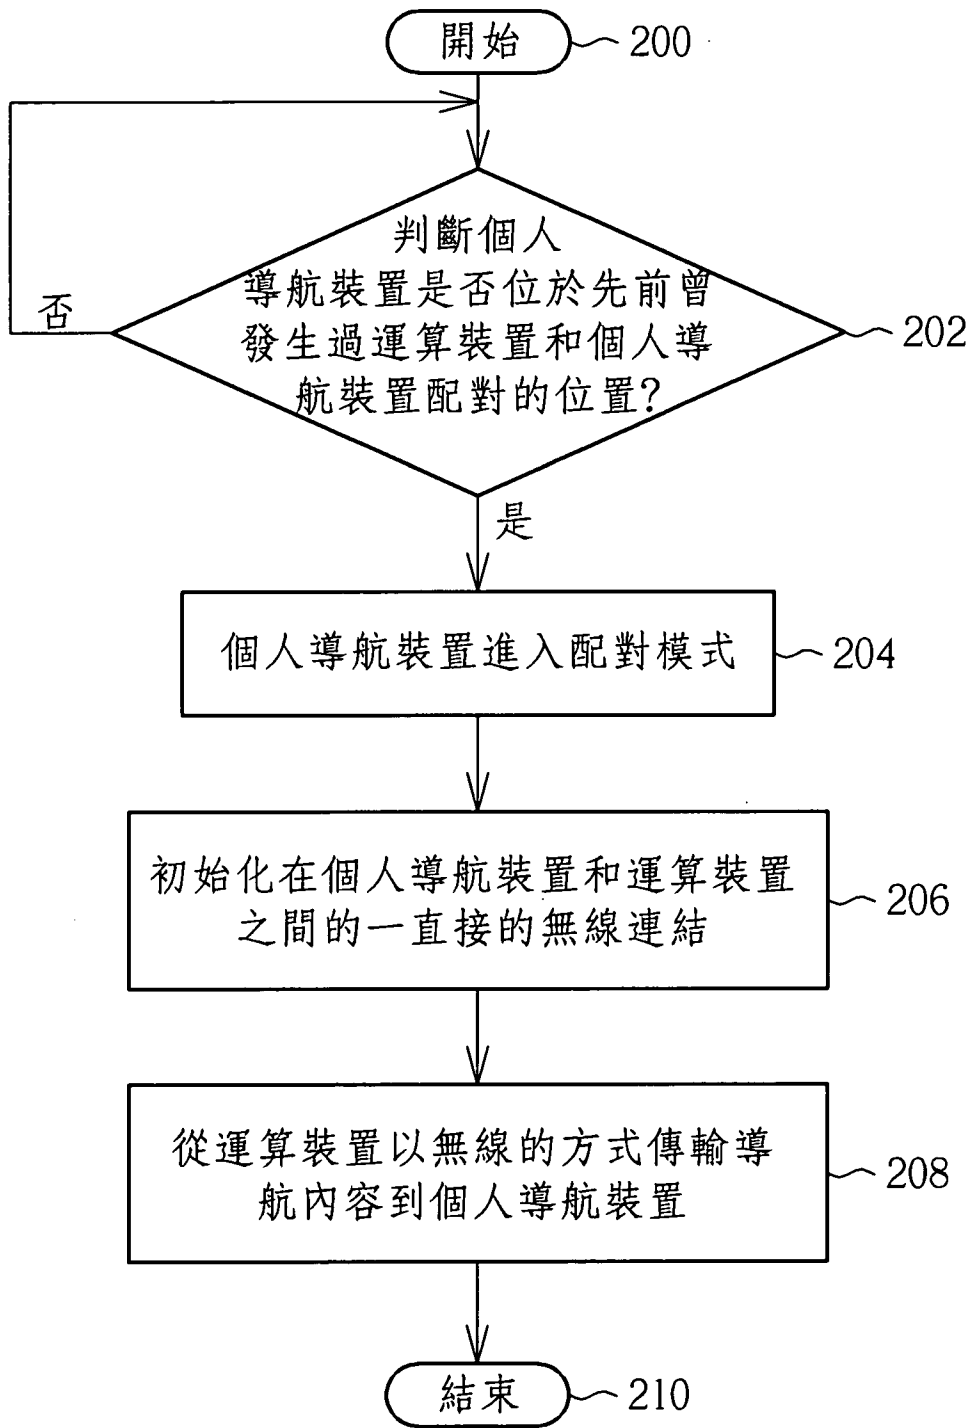 開始
200
判斷個人
導航裝置是否位於先前曾
發生過運算裝置和個人導
航裝置配對的位置?
否
202
是
個人導航裝置進入配對模式
204
初始化在個人導航裝置和運算裝置
之間的一直接的無線連結
206
從運算裝置以無線的方式傳輸導
航內容到個人導航裝置
208
結束
210